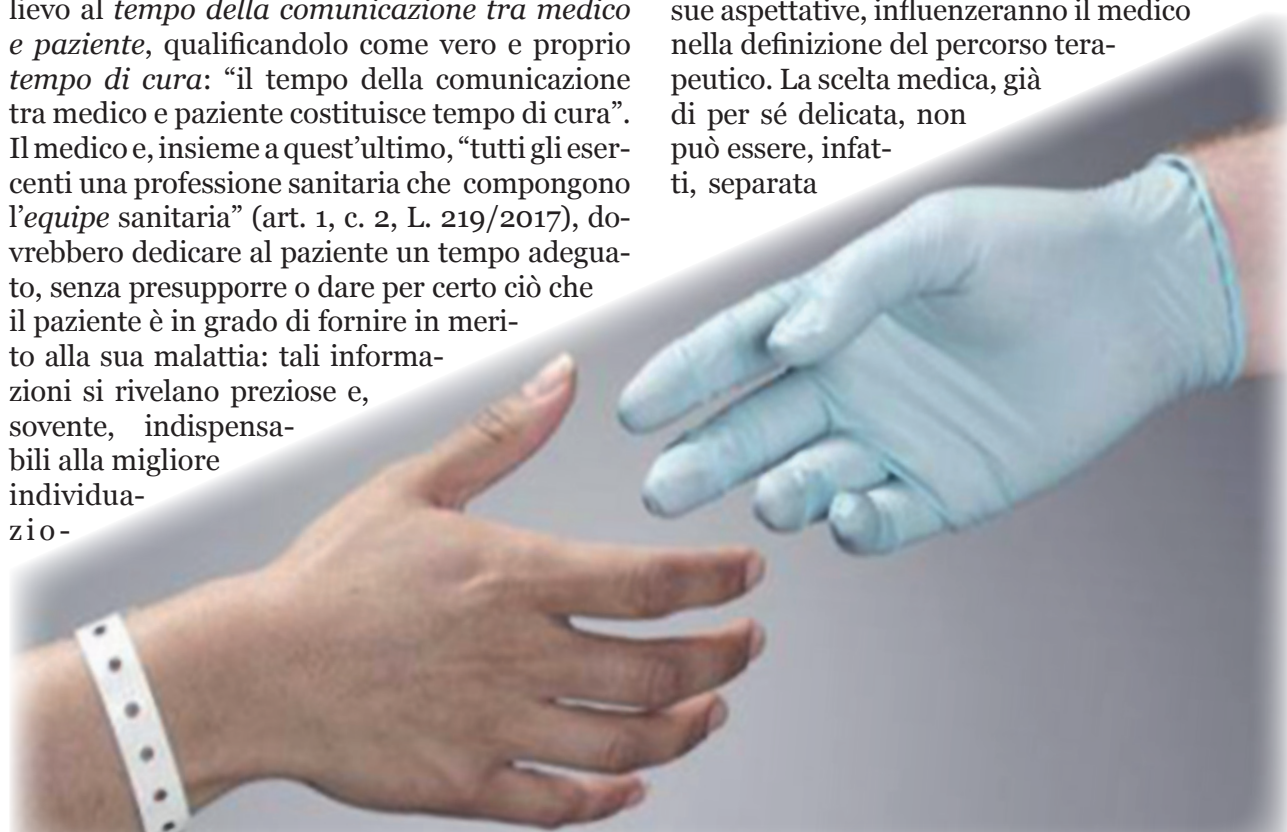 lievo al tempo della comunicazione tra medico
e paziente, qualificandolo come vero e proprio
tempo di cura: “il tempo della comunicazione
tra medico e paziente costituisce tempo di cura”.
Il medico e, insieme a quest’ultimo, “tutti gli eser-
centi una professione sanitaria che compongono
l’equipe sanitaria” (art. 1, c. 2, L. 219/2017), do-
vrebbero dedicare al paziente un tempo adegua-
to, senza presupporre o dare per certo ciò che
il paziente è in grado di fornire in meri-
to alla sua malattia: tali informa-
zioni si rivelano preziose e,
sovente, indispensa-
bili alla migliore
individua-
zio-
sue aspettative, influenzeranno il medico
nella definizione del percorso tera-
peutico. La scelta medica, già
di per sé delicata, non
può essere, infat-
ti, separata